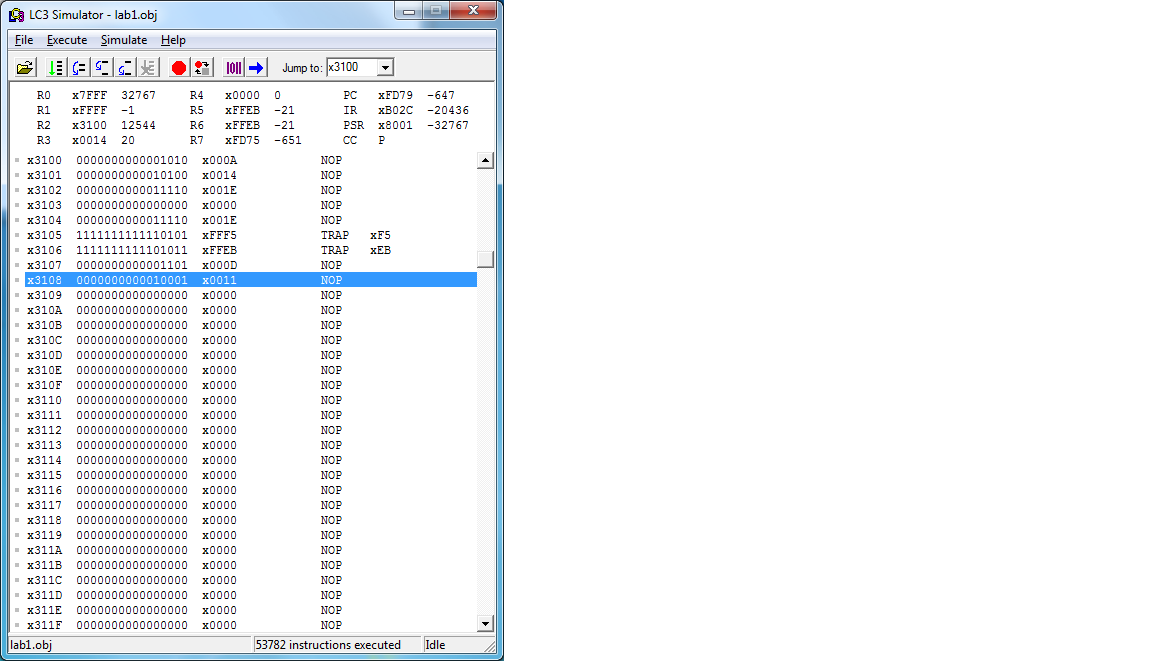 LC3 Simulator - lab1.obj
File Execute Simulate Help
Jump to: x3100
R0 x7FFF 32767 R4 x0000 0 PC xFD79 -647
R1 xFFFF -1 R5 xFFEB -21 IR xB02C -20436
R2 x3100 12544 R6 xFFEB -21 PSR x8001 -32767
R3 x0014 20 R7 xFD75 -651 CC P
x3100 0000000000001010 x000A NOP
x3101 0000000000010100 x0014 NOP
x3102 0000000000011110 x001E NOP
x3103 0000000000000000 x0000 NOP
x3104 0000000000011110 x001E NOP
x3105 1111111111110101 xFFF5 TRAP xF5
x3106 1111111111101011 xFFEB TRAP xEB
x3107 0000000000001101 x000D NOP
x3108 0000000000010001 x0011 NOP
x3109 0000000000000000 x0000 NOP
x310A 0000000000000000 x0000 NOP
x310B 0000000000000000 x0000 NOP
x310C 0000000000000000 x0000 NOP
x310D 0000000000000000 x0000 NOP
x310E 0000000000000000 x0000 NOP
x310F 0000000000000000 x0000 NOP
x3110 0000000000000000 x0000 NOP
x3111 0000000000000000 x0000 NOP
x3112 0000000000000000 x0000 NOP
x3113 0000000000000000 x0000 NOP
x3114 0000000000000000 x0000 NOP
x3115 0000000000000000 x0000 NOP
x3116 0000000000000000 x0000 NOP
x3117 0000000000000000 x0000 NOP
x3118 0000000000000000 x0000 NOP
x3119 0000000000000000 x0000 NOP
x311A 0000000000000000 x0000 NOP
x311B 0000000000000000 x0000 NOP
x311C 0000000000000000 x0000 NOP
x311D 0000000000000000 x0000 NOP
x311E 0000000000000000 x0000 NOP
x311F 0000000000000000 x0000 NOP
lab1.obj 53782 instructions executed Idle